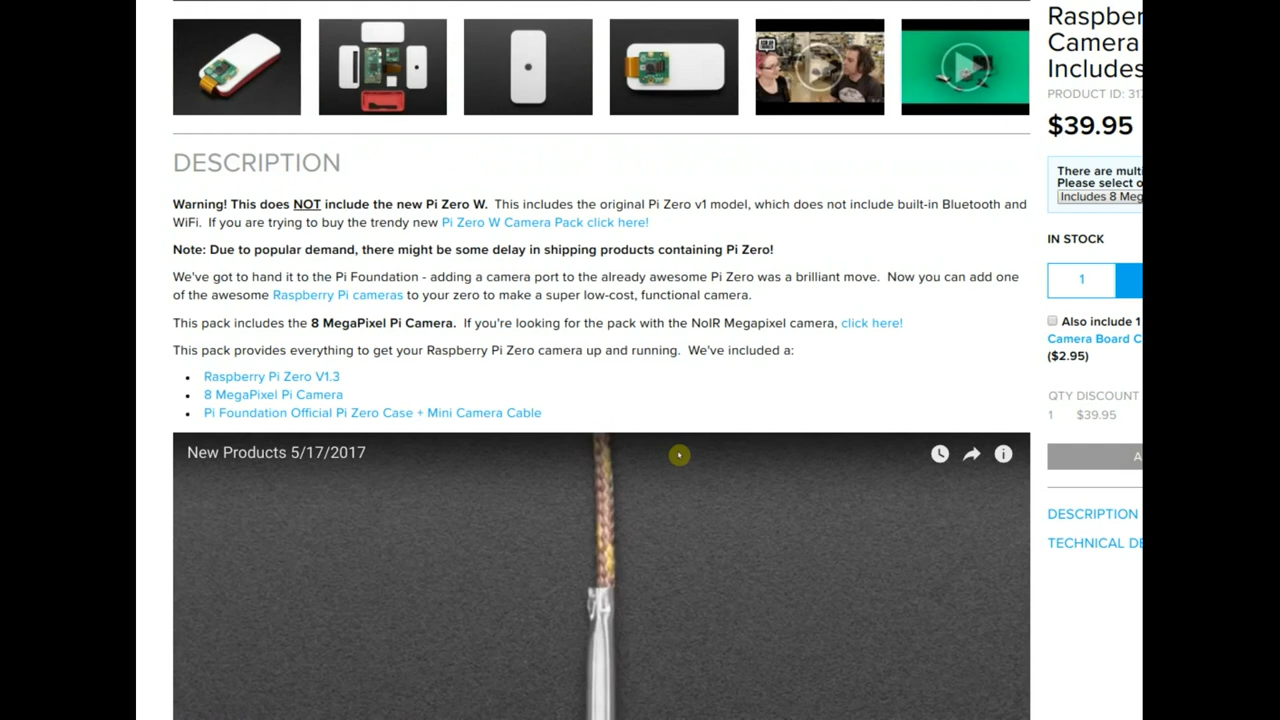 Raspber
Camera
Includes
PRODUCT ID: 317
$39.95
There are multi
Please select o
Includes 8 Meg
IN STOCK
1
Also include 1
Camera Board C
($2.95)
QTY DISCOUNT
1 $39.95
A
DESCRIPTION
TECHNICAL DE
DESCRIPTION
Warning! This does NOT include the new Pi Zero W. This includes the original Pi Zero v1 model, which does not include built-in Bluetooth and
WiFi. If you are trying to buy the trendy new Pi Zero W Camera Pack click here!
Note: Due to popular demand, there might be some delay in shipping products containing Pi Zero!
We've got to hand it to the Pi Foundation - adding a camera port to the already awesome Pi Zero was a brilliant move. Now you can add one
of the awesome Raspberry Pi cameras to your zero to make a super low-cost, functional camera.
This pack includes the 8 MegaPixel Pi Camera. If you're looking for the pack with the NoIR Megapixel camera, click here!
This pack provides everything to get your Raspberry Pi Zero camera up and running. We've included a:
• Raspberry Pi Zero V1.3
• 8 MegaPixel Pi Camera
• Pi Foundation Official Pi Zero Case + Mini Camera Cable
New Products 5/17/2017